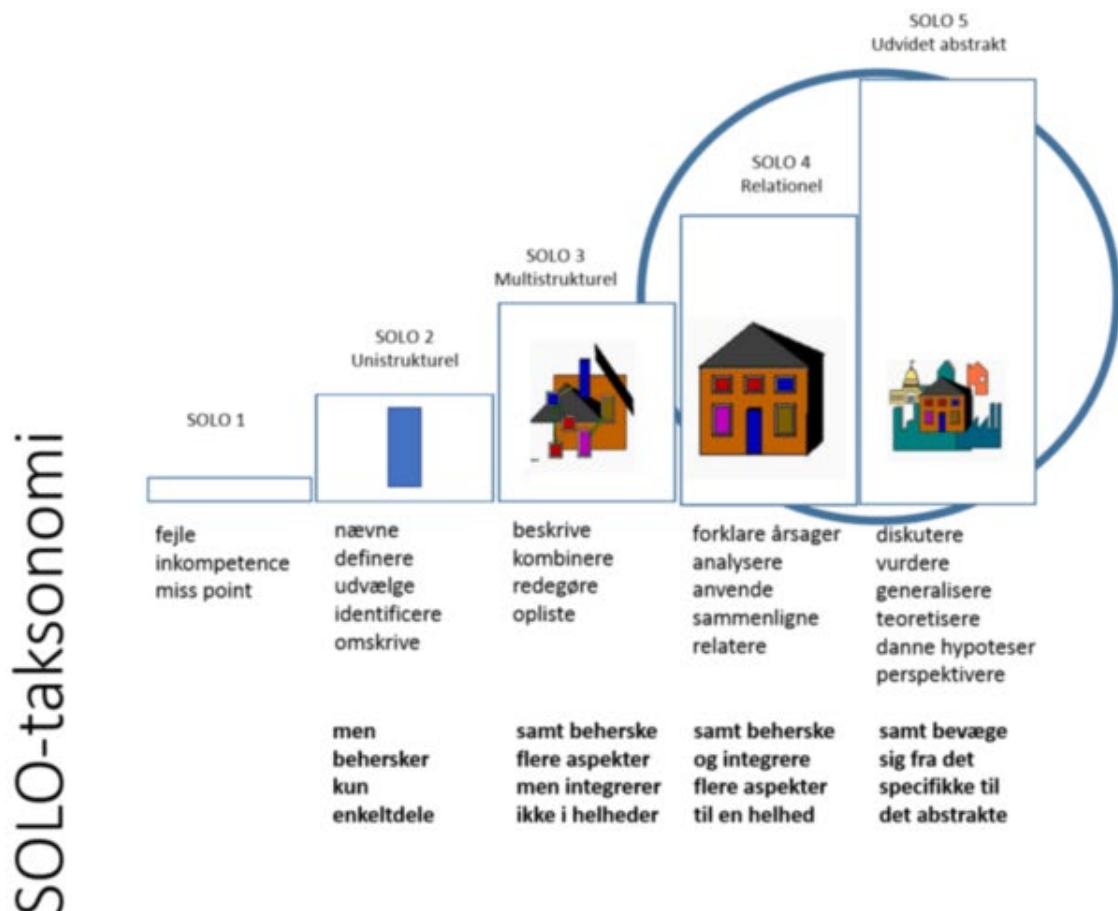 SOLO-taksonomi
SOLO 1
fejle
inkompetence
miss point
SOLO 2
Unistrukturel
nævne
definere
udvælge
identificere
omskrive
men
behersker
kun
enkeltdele
SOLO 3
Multistrukturel
beskrive
kombinere
redegøre
opliste
samt beherske
flere aspekter
men integrerer
ikke i helheder
SOLO 4
Relationel
forklare årsager
analysere
anvende
sammenligne
relatere
samt beherske
og integrere
flere aspekter
til en helhed
SOLO 5
Udvidet abstrakt
diskutere
vurdere
generalisere
teoretisere
danne hypoteser
perspektivere
samt bevæge
sig fra det
specifikke til
det abstrakte